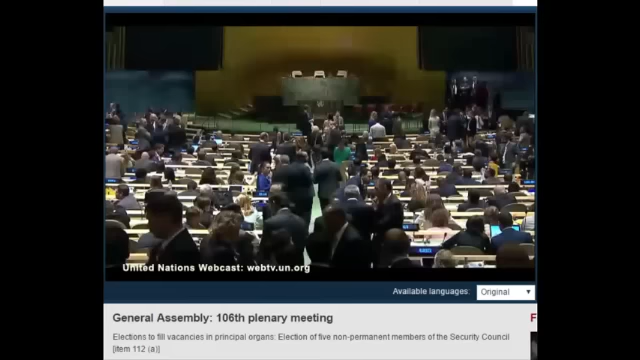 United Nations Webcast: webtv.un.org
Available languages: Original
General Assembly: 106th plenary meeting
F
Elections to fill vacancies in principal organs: Election of five non-permanent members of the Security Council
[item 112 (a)]